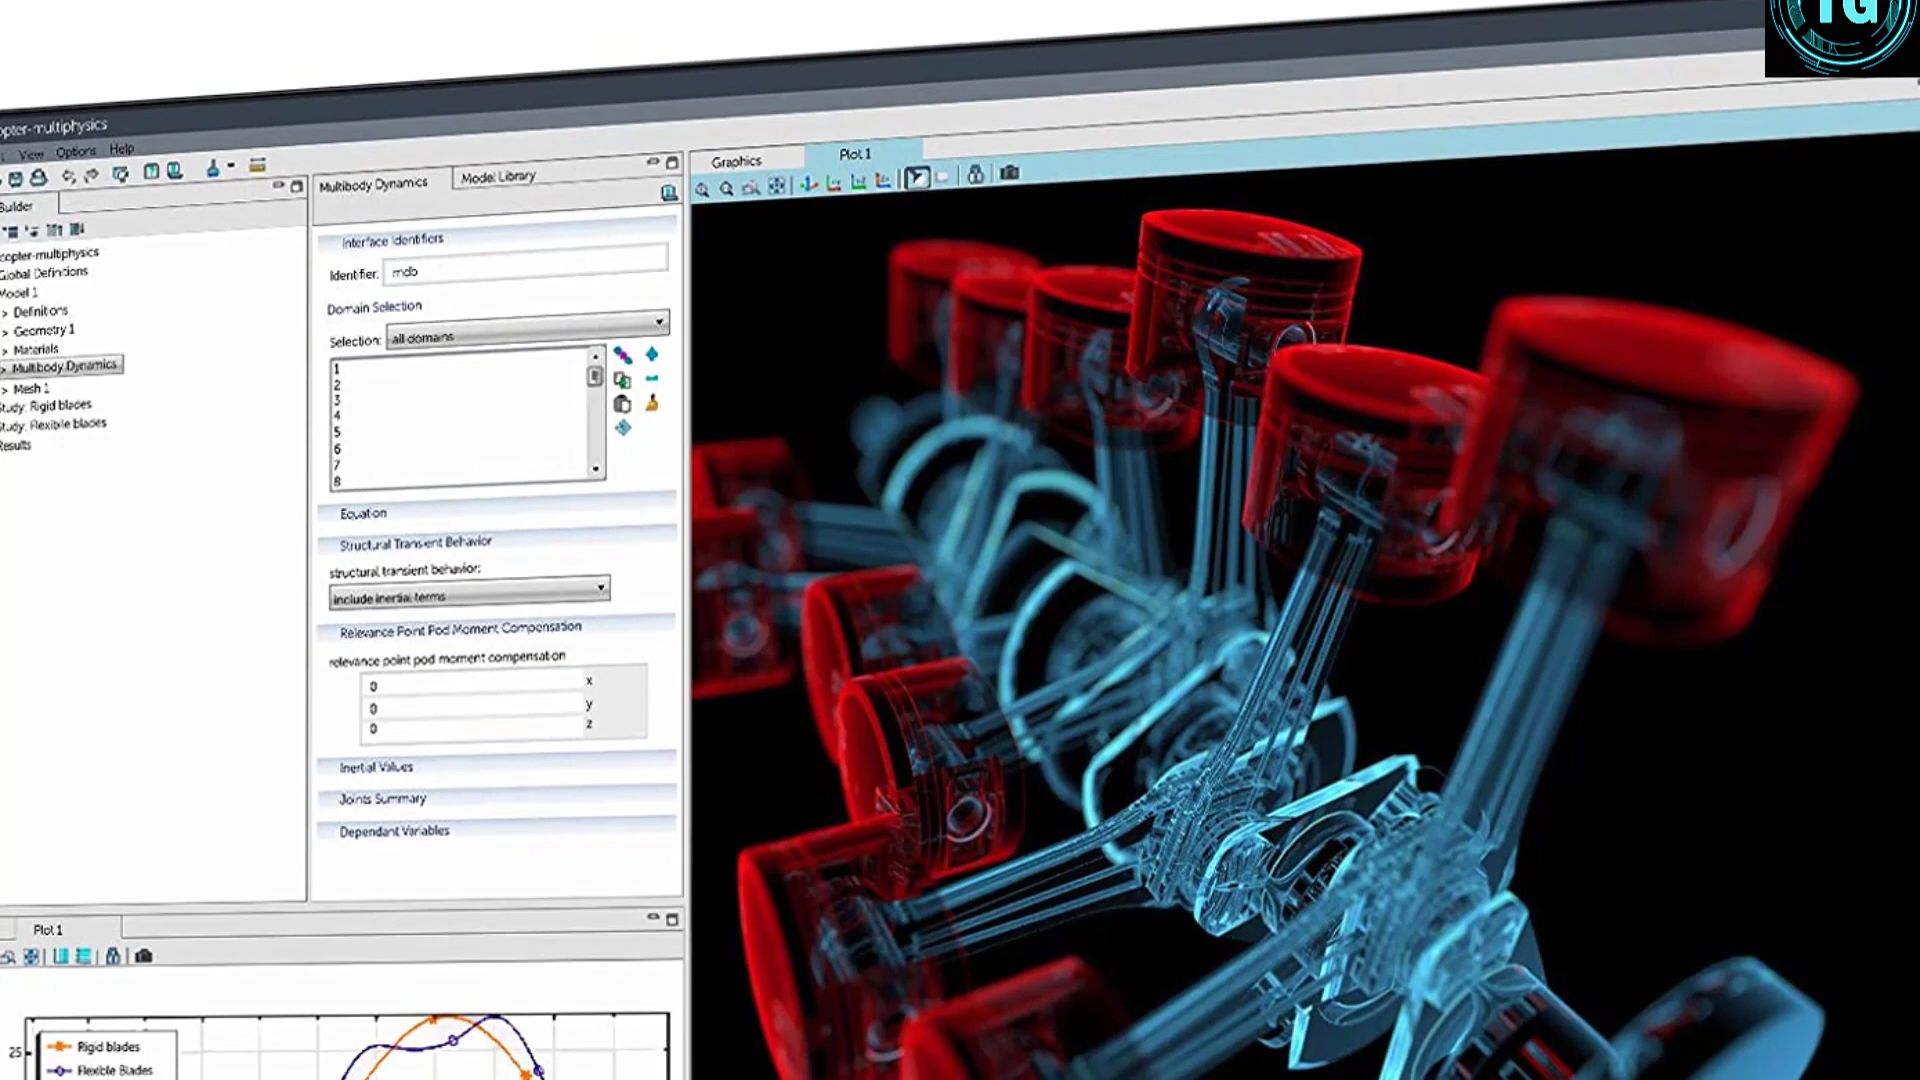 TG
opter-multiphysics
View Options Help
Builder
copter-multiphysics
Global Definitions
Model 1
> Definitions
> Geometry 1
> Materials
> Multibody Dynamics
> Mesh 1
Study: Rigid blades
Study: Flexible blades
Results
Multibody Dynamics
Model Library
Interface Identifiers
Identifier: mdb
Domain Selection
Selection: all domains
1
2
3
4
5
6
7
8
Equation
Structural Transient Behavior
structural transient behavior:
include inertial terms
Relevance Point Pod Moment Compensation
relevance point pod moment compensation
0 x
0 y
0 z
Inertial Values
Joints Summary
Dependant Variables
Graphics
Plot 1
Plot 1
25
Rigid blades
Flexible Blades